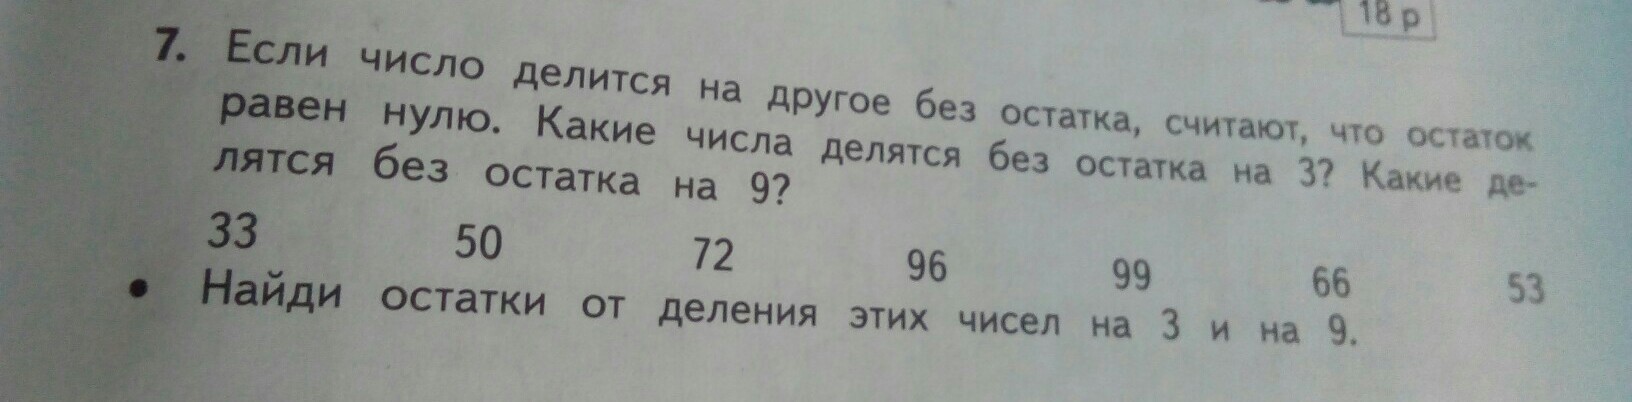 18 р
7. Если число делится на другое без остатка, считают, что остаток
равен нулю. Какие числа делятся без остатка на 3? Какие де-
лятся без остатка на 9?
33 50 72 96 99 66 53
• Найди остатки от деления этих чисел на 3 и на 9.